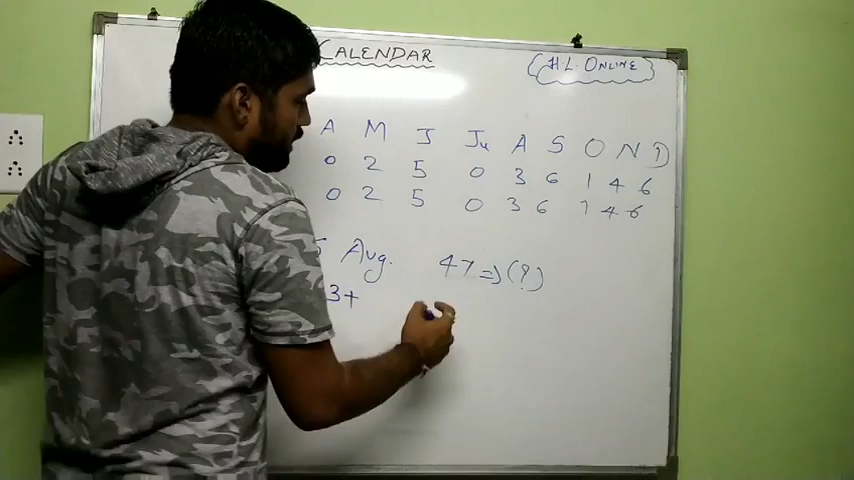 CALENDAR
H.L. ONLINE
A M J Ju A S O N D
0 2 5 0 3 6 1 4 6
0 2 5 0 3 6 1 4 6
5 Aug. 47 ⇒ (?)
3+